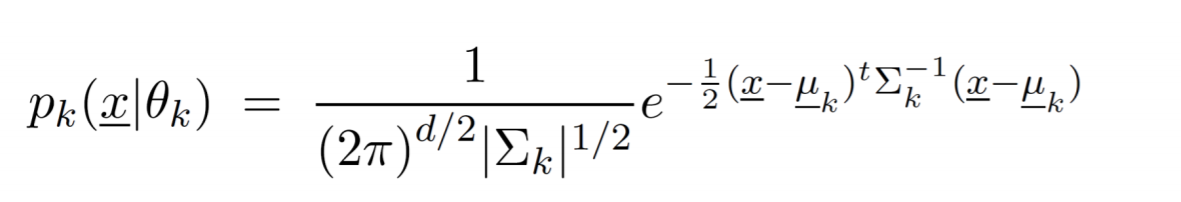 $p_k(\underline{x}|\theta_k) = \frac{1}{(2\pi)^{d/2}|\Sigma_k|^{1/2}} e^{-\frac{1}{2}(\underline{x}-\underline{\mu}_k)^t \Sigma_k^{-1}(\underline{x}-\underline{\mu}_k)}$